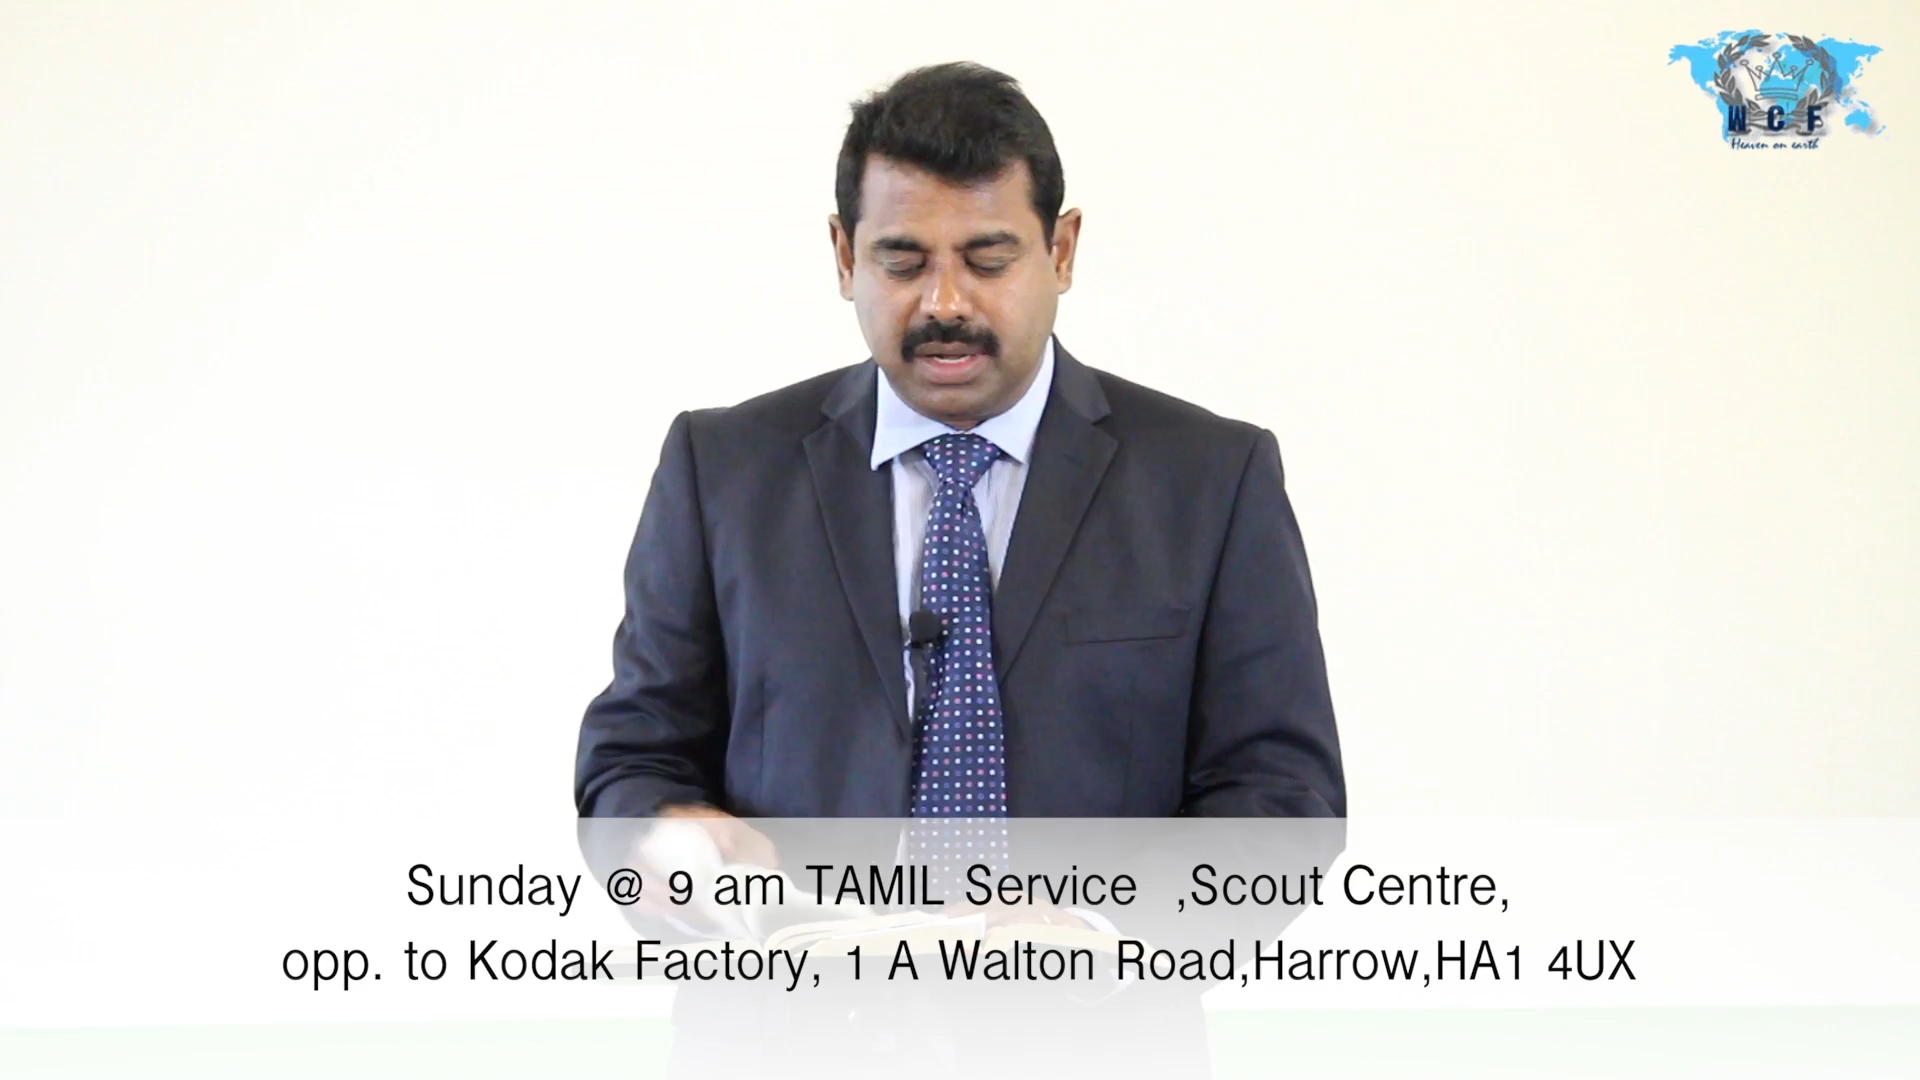 W C F
Heaven on earth
Sunday @ 9 am TAMIL Service ,Scout Centre,
opp. to Kodak Factory, 1 A Walton Road,Harrow,HA1 4UX